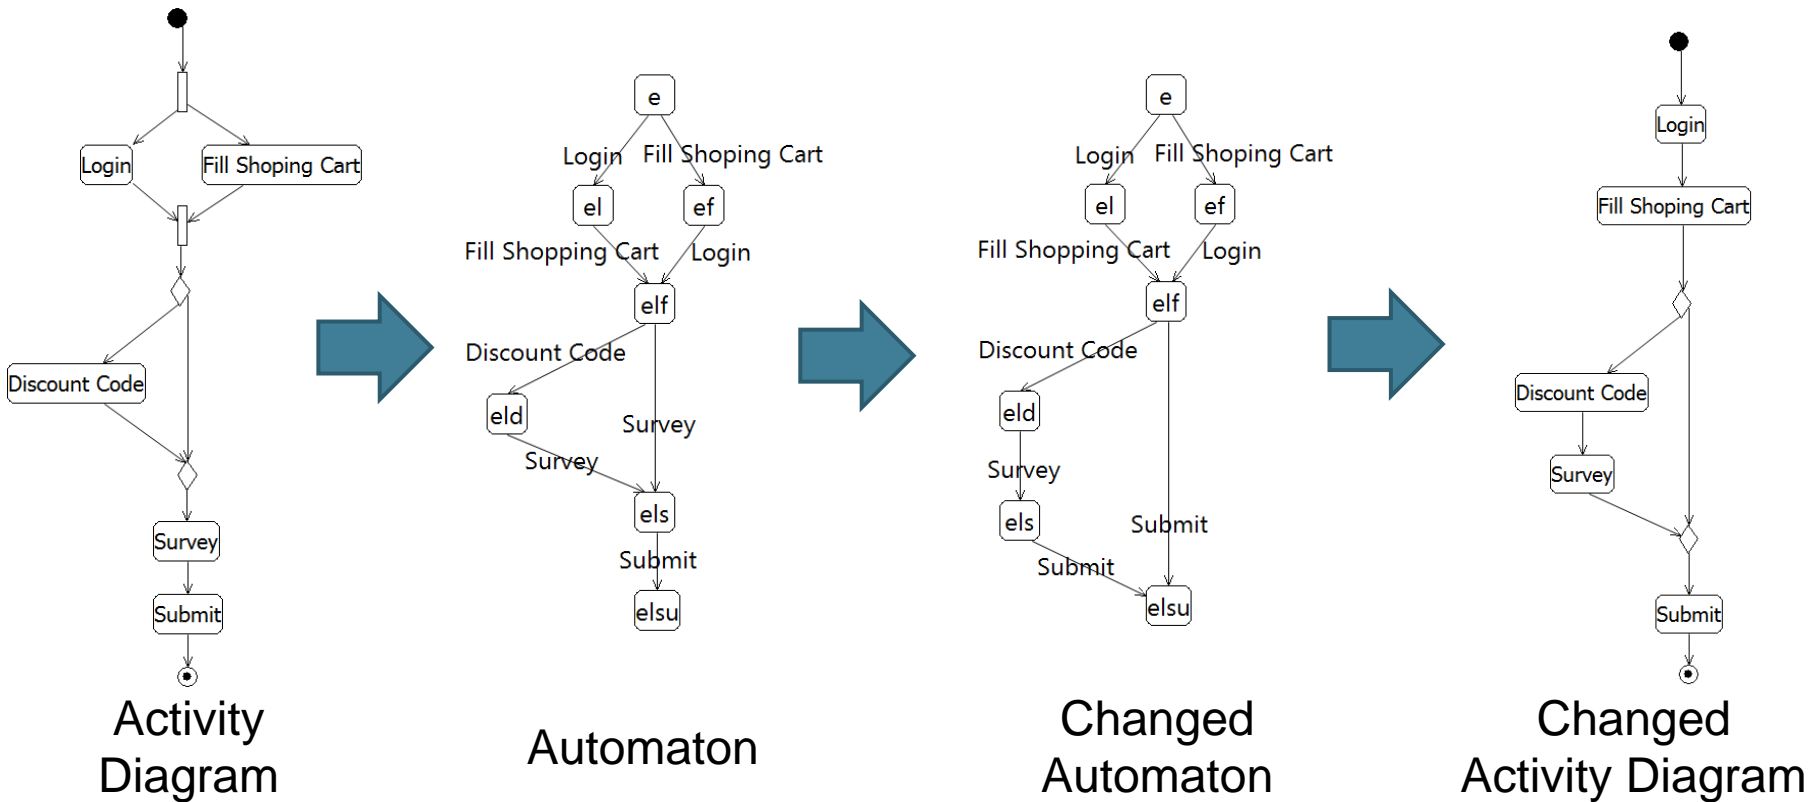 Login
Fill Shoping Cart
Discount Code
Survey
Submit
Activity
Diagram
e
Login
Fill Shoping Cart
el
ef
Fill Shopping Cart
Login
elf
Discount Code
eld
Survey
Survey
els
Submit
elsu
Automaton
e
Login
Fill Shoping Cart
el
ef
Fill Shopping Cart
Login
elf
Discount Code
eld
Survey
els
Submit
Submit
elsu
Changed
Automaton
Login
Fill Shoping Cart
Discount Code
Survey
Submit
Changed
Activity Diagram